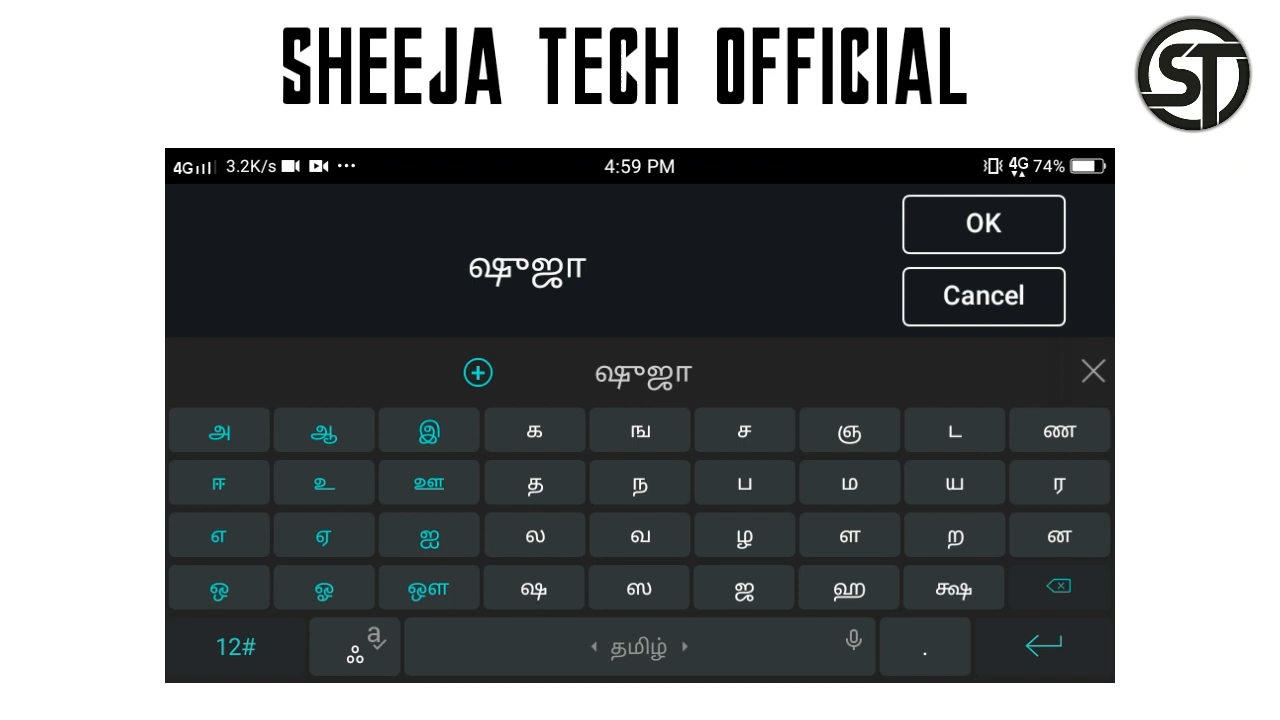 SHEEJA TECH OFFICIAL
ST
4G 3.2K/s 4:59 PM 4G 74%
OK
ஷுஜா
Cancel
ஷுஜா
அ ஆ இ க ங ச ஞ ட ண
ஈ உ ஊ த ந ப ம ய ர
எ ஏ ஐ ல வ ழ ள ற ன
ஒ ஓ ஔ ஷ ஸ ஜ ஹ க்ஷ
12# a தமிழ் .